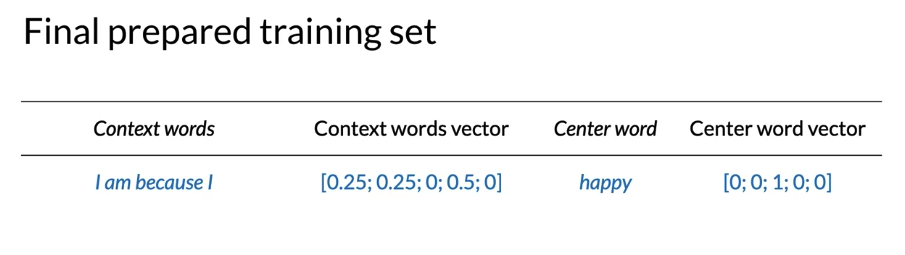 Final prepared training set
Context words Context words vector Center word Center word vector
I am because I [0.25; 0.25; 0; 0.5; 0] happy [0; 0; 1; 0; 0]